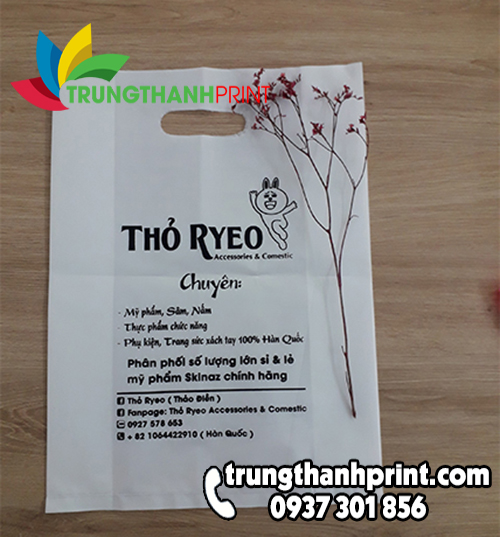 TRUNGTHANHPRINT
THỎ RYEO
Accessories & Comestic
Chuyên:
- Mỹ phẩm, Sâm, Nấm
- Thực phẩm chức năng
- Phụ kiện, Trang sức xách tay 100% Hàn Quốc
Phân phối số lượng lớn sỉ & lẻ
mỹ phẩm Skinaz chính hãng
Thỏ Ryeo ( Thảo Điền )
Fanpage: Thỏ Ryeo Accessories & Comestic
0927 578 653
+ 82 1064422910 ( Hàn Quốc )
trungthanhprint.com
0937 301 856